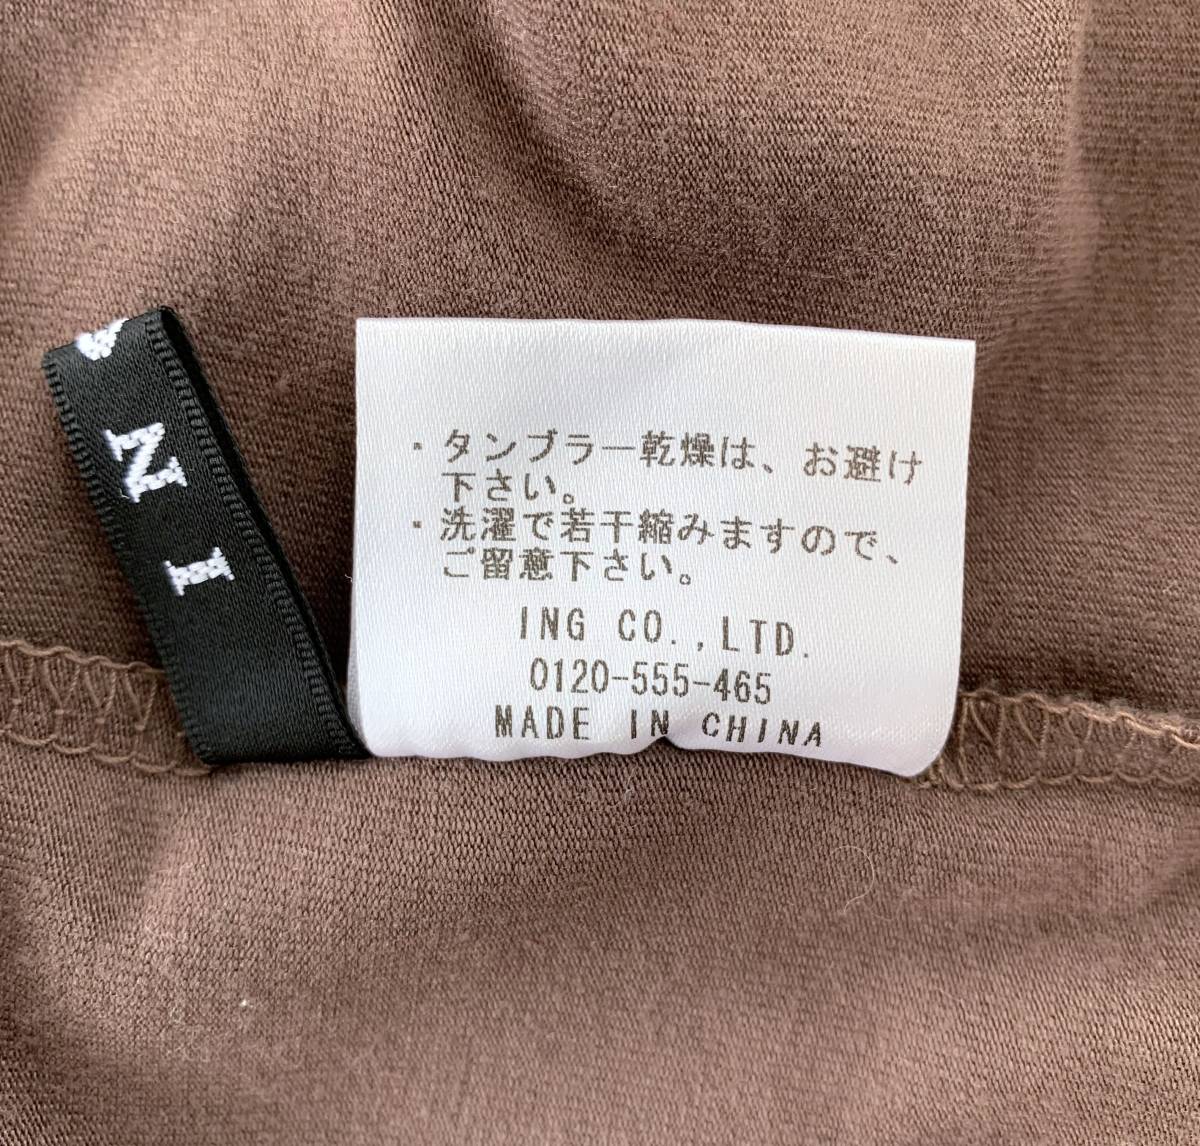 NI
・タンブラー乾燥は、お避け
下さい。
・洗濯で若干縮みますので、
ご留意下さい。
ING CO.,LTD.
0120-555-465
MADE IN CHINA